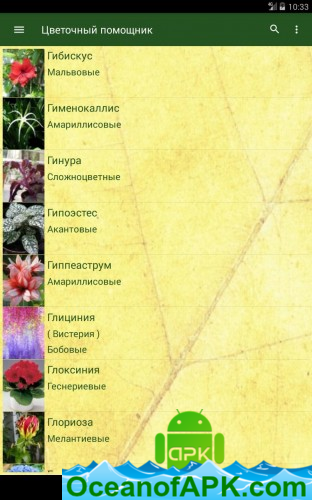 10:33
Цветочный помощник
Гибискус
Мальвовые
Гименокаллис
Амариллисовые
Гинура
Сложноцветные
Гипоэстес
Акантовые
Гиппеаструм
Амариллисовые
Глициния
( Вистерия )
Бобовые
Глоксиния
Геснериевые
Глориоза
Мелантиевые
APK
OceanofAPK.com